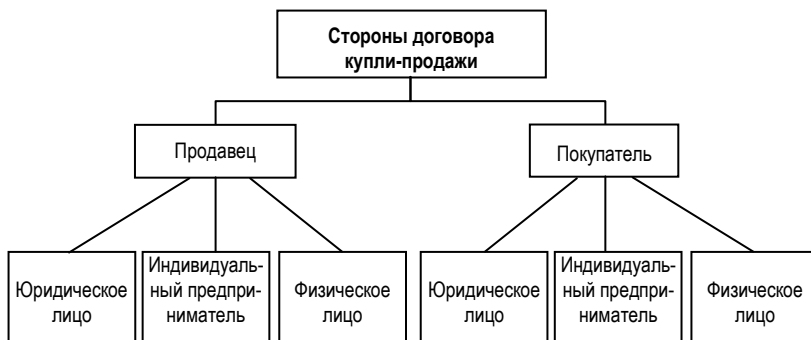 Стороны договора
купли-продажи
Продавец
Покупатель
Юридическое
лицо
Индивидуаль-
ный предпри-
ниматель
Физическое
лицо
Юридическое
лицо
Индивидуаль-
ный предпри-
ниматель
Физическое
лицо